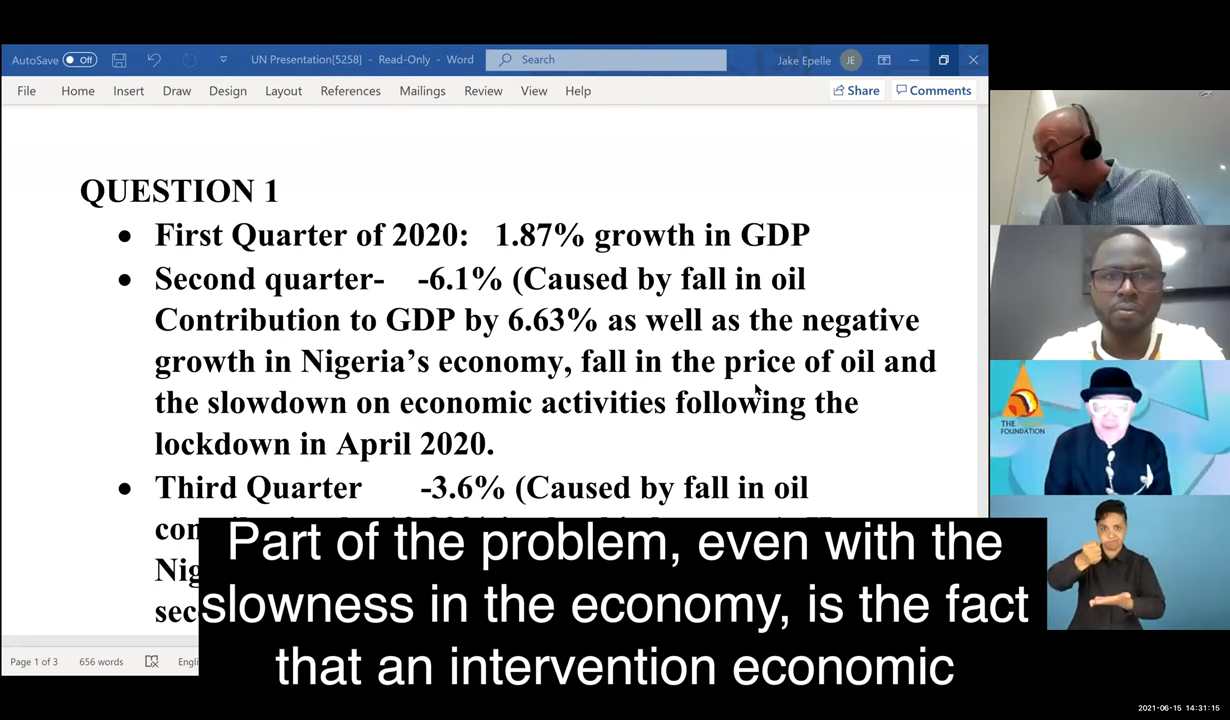 AutoSave Off UN Presentation[5258] - Read-Only - Word Search Jake Epelle JE
File Home Insert Draw Design Layout References Mailings Review View Help Share Comments
QUESTION 1
• First Quarter of 2020: 1.87% growth in GDP
• Second quarter- -6.1% (Caused by fall in oil
Contribution to GDP by 6.63% as well as the negative
growth in Nigeria’s economy, fall in the price of oil and
the slowdown on economic activities following the
lockdown in April 2020.
• Third Quarter -3.6% (Caused by fall in oil
Part of the problem, even with the
slowness in the economy, is the fact
that an intervention economic
Page 1 of 3 656 words
THE
FOUNDATION
2021-06-15 14:31:15